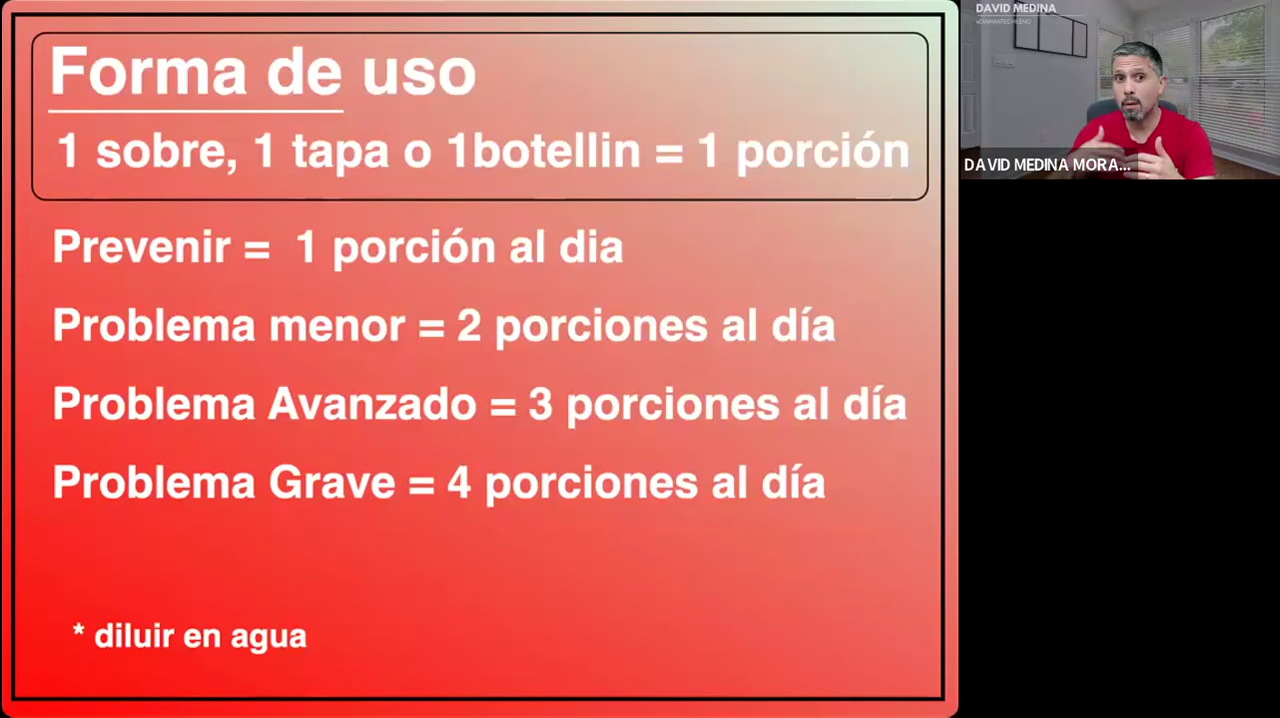 Forma de uso
1 sobre, 1 tapa o 1botellin = 1 porción
Prevenir = 1 porción al dia
Problema menor = 2 porciones al día
Problema Avanzado = 3 porciones al día
Problema Grave = 4 porciones al día
* diluir en agua
DAVID MEDINA
DAVID MEDINA MORA...